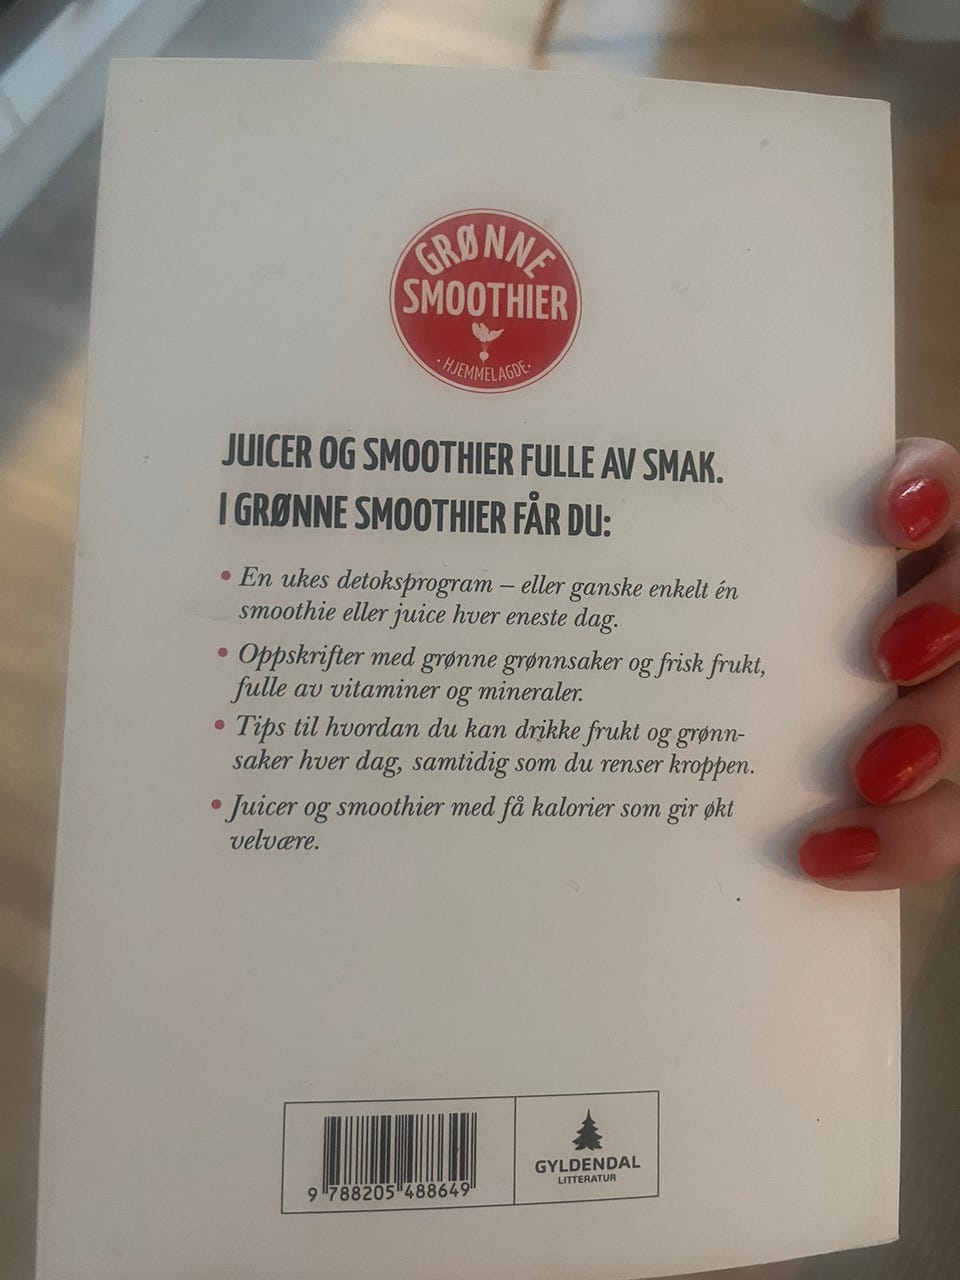 GRØNNE
SMOOTHIER
· HJEMMELAGDE ·
JUICER OG SMOOTHIER FULLE AV SMAK.
I GRØNNE SMOOTHIER FÅR DU:
• En ukes detoksprogram – eller ganske enkelt én
smoothie eller juice hver eneste dag.
• Oppskrifter med grønne grønnsaker og frisk frukt,
fulle av vitaminer og mineraler.
• Tips til hvordan du kan drikke frukt og grønn-
saker hver dag, samtidig som du renser kroppen.
• Juicer og smoothier med få kalorier som gir økt
velvære.
9 788205 488649
GYLDENDAL
LITTERATUR